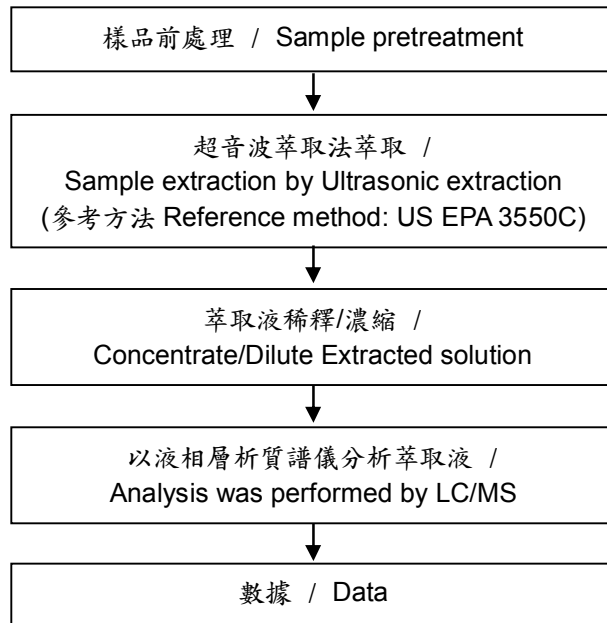 樣品前處理 / Sample pretreatment
超音波萃取法萃取 /
Sample extraction by Ultrasonic extraction
(參考方法 Reference method: US EPA 3550C)
萃取液稀釋/濃縮 /
Concentrate/Dilute Extracted solution
以液相層析質譜儀分析萃取液 /
Analysis was performed by LC/MS
數據 / Data